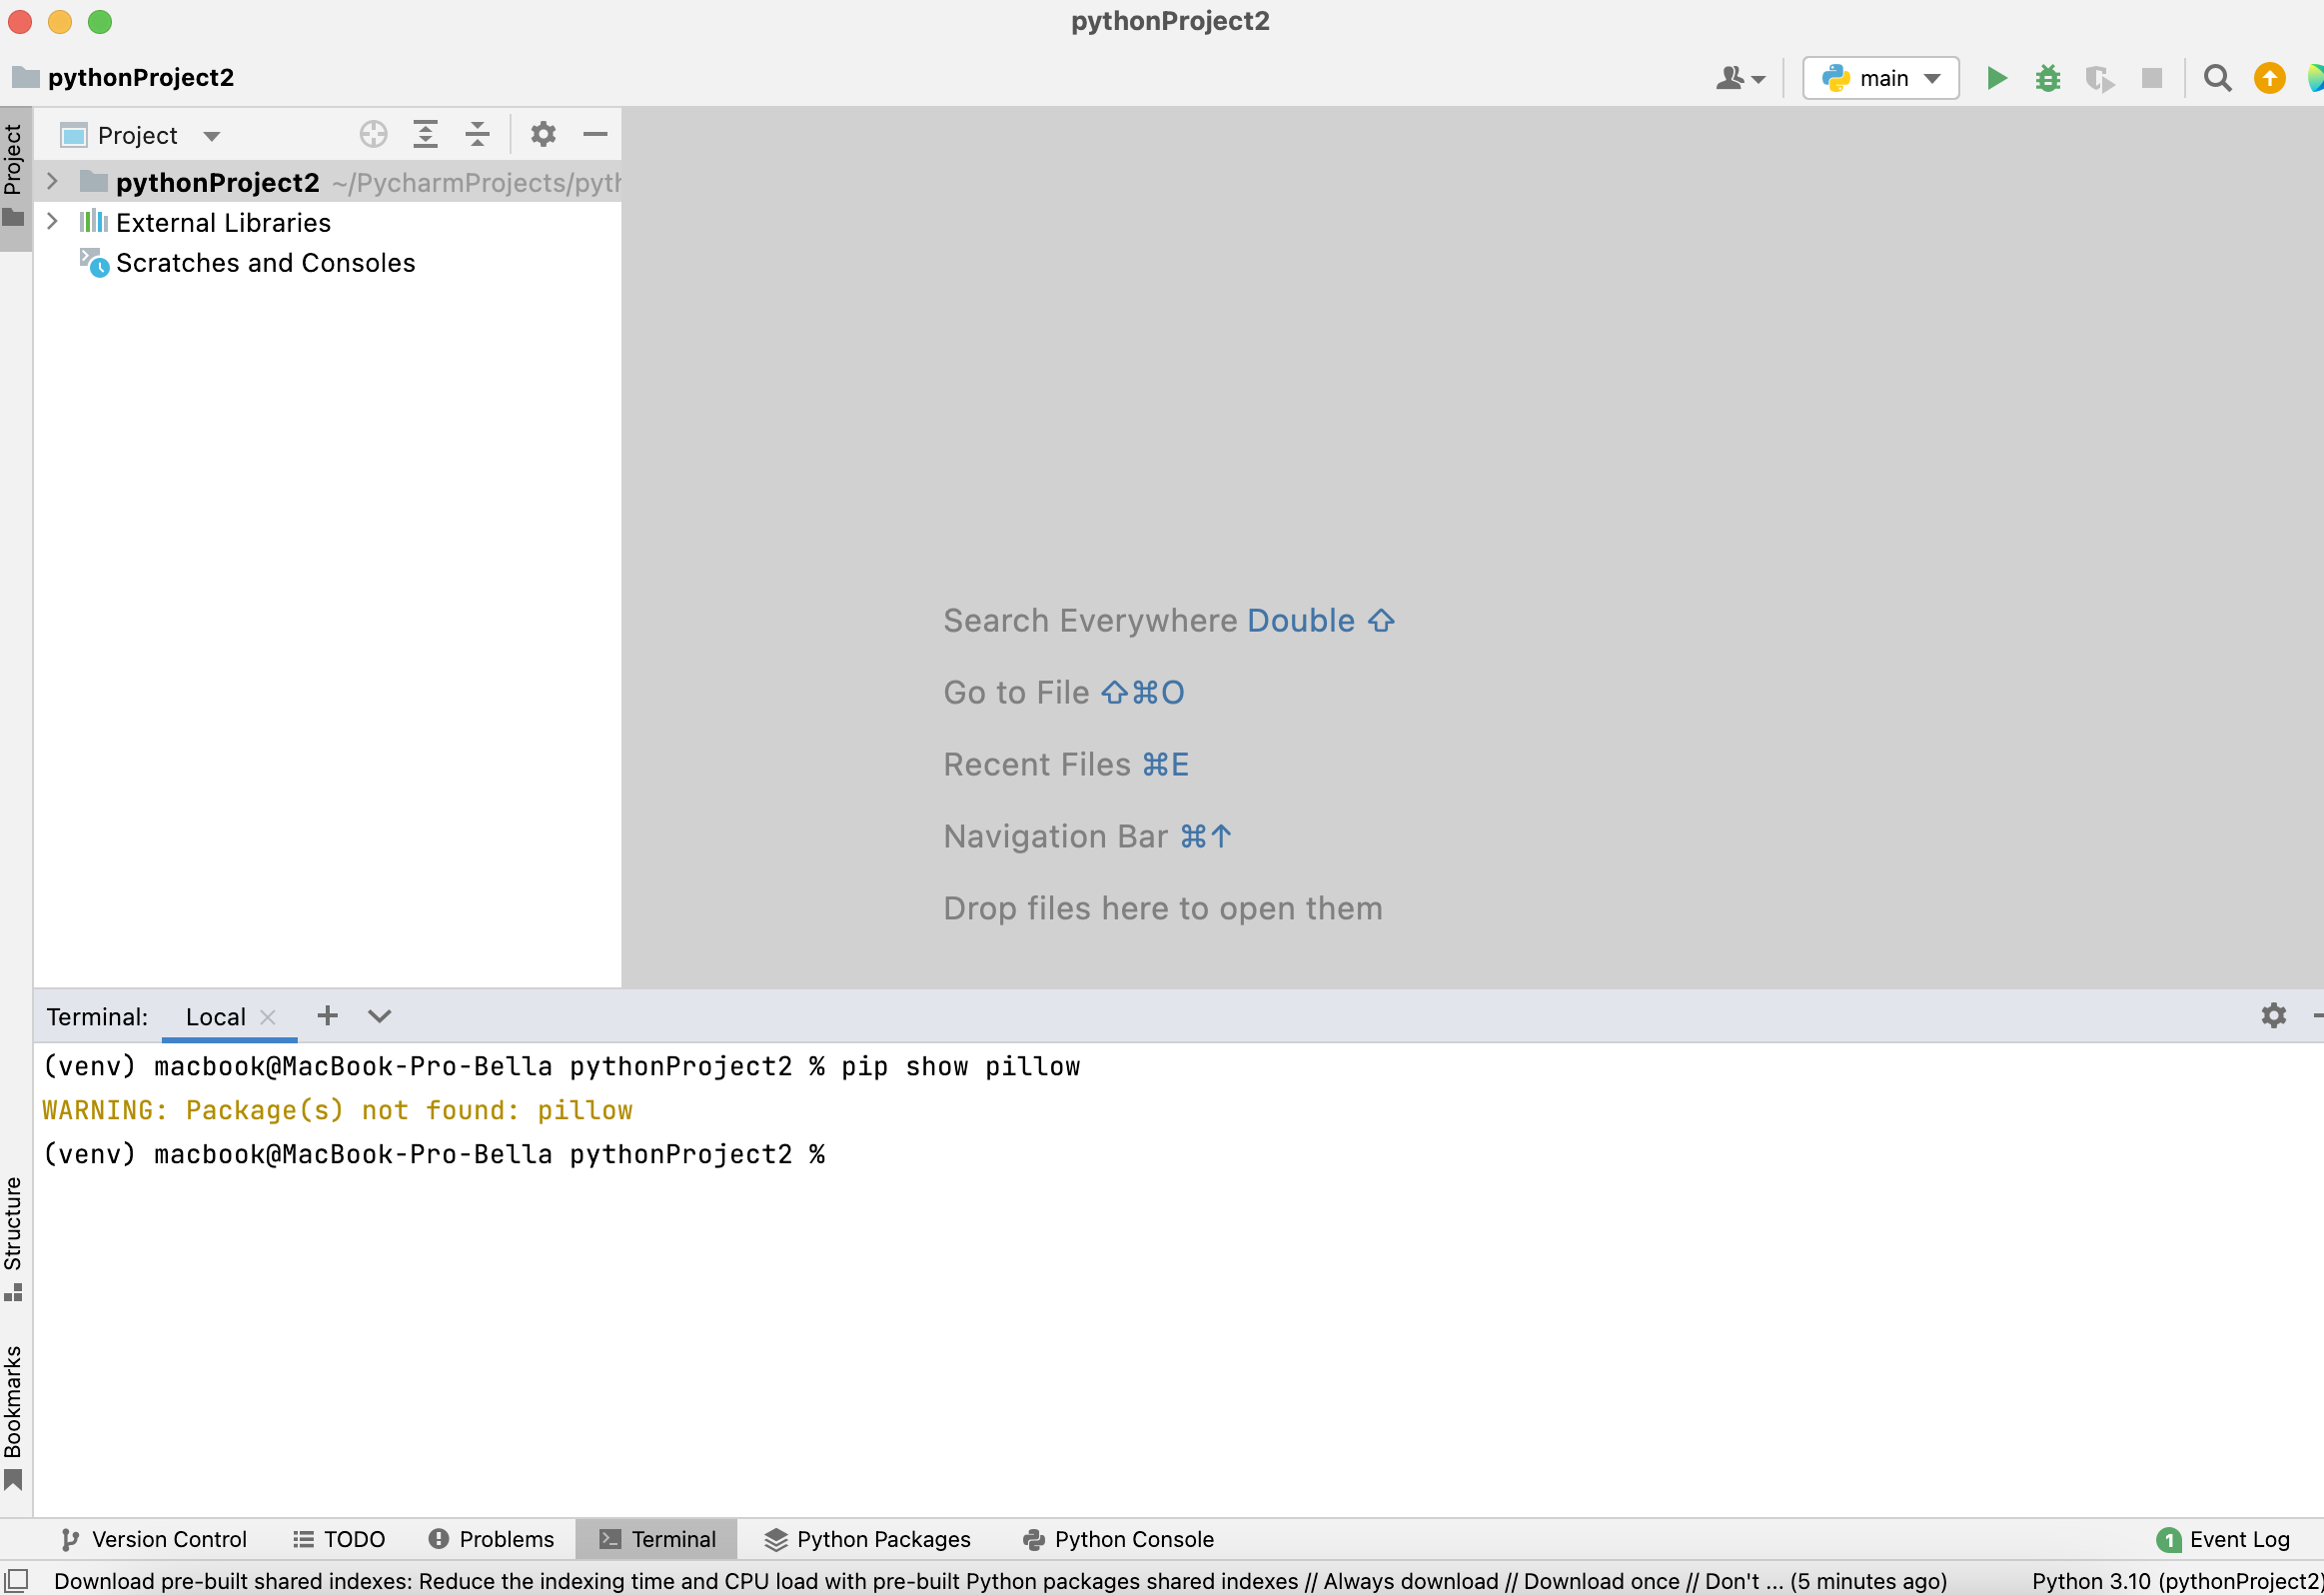 pythonProject2
pythonProject2
main
Project
Project
pythonProject2 ~/PycharmProjects/pyth
External Libraries
Scratches and Consoles
Search Everywhere Double ⇧
Go to File ⇧⌘O
Recent Files ⌘E
Navigation Bar ⌘↑
Drop files here to open them
Terminal: Local
(venv) macbook@MacBook-Pro-Bella pythonProject2 % pip show pillow
WARNING: Package(s) not found: pillow
(venv) macbook@MacBook-Pro-Bella pythonProject2 %
Structure
Bookmarks
Version Control TODO Problems Terminal Python Packages Python Console 1 Event Log
Download pre-built shared indexes: Reduce the indexing time and CPU load with pre-built Python packages shared indexes // Always download // Download once // Don't ... (5 minutes ago) Python 3.10 (pythonProject2)